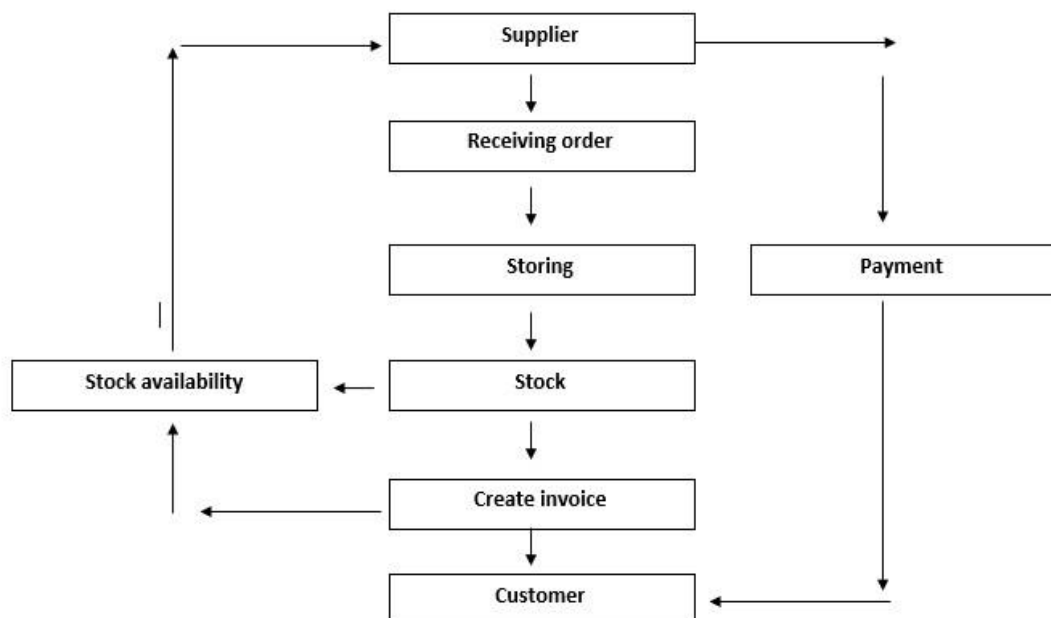 Supplier
Receiving order
Storing
Payment
Stock availability
Stock
Create invoice
Customer